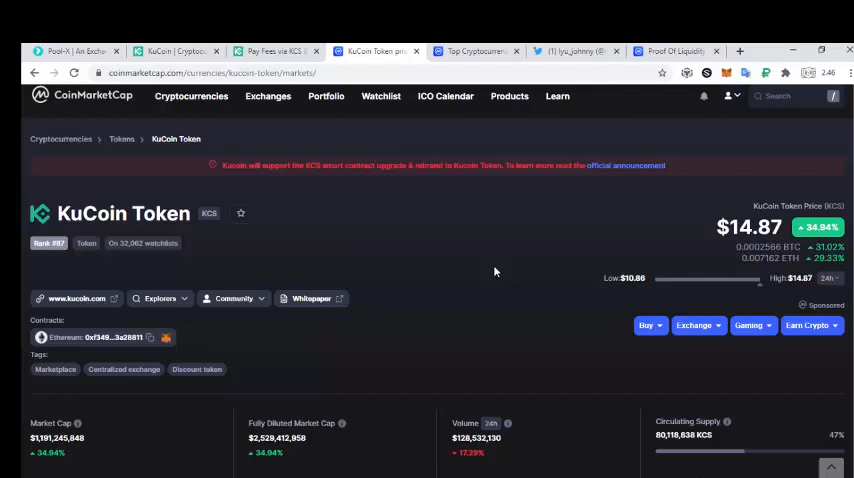 Pool-X | An Exchan
KuCoin | Cryptocur
Pay Fees via KCS &
KuCoin Token pric
Top Cryptocurrenc
(1) lyu_johnny (@
Proof Of Liquidity
coinmarketcap.com/currencies/kucoin-token/markets/
2.46
CoinMarketCap
Cryptocurrencies
Exchanges
Portfolio
Watchlist
ICO Calendar
Products
Learn
Search
/
Cryptocurrencies > Tokens > KuCoin Token
Kucoin will support the KCS smart contract upgrade & rebrand to Kucoin Token. To learn more read the official announcement
KuCoin Token KCS
Rank #87 Token On 32,062 watchlists
KuCoin Token Price (KCS)
$14.87 34.94%
0.0002566 BTC 31.02%
0.007162 ETH 29.33%
Low:$10.86 High:$14.87 24h
www.kucoin.com Explorers Community Whitepaper
Sponsored
Buy Exchange Gaming Earn Crypto
Contracts:
Ethereum: 0xf349...3a28811
Tags:
Marketplace Centralized exchange Discount token
Market Cap
$1,191,245,848
34.94%
Fully Diluted Market Cap
$2,529,412,958
34.94%
Volume 24h
$128,532,130
17.29%
Circulating Supply
80,118,638 KCS 47%